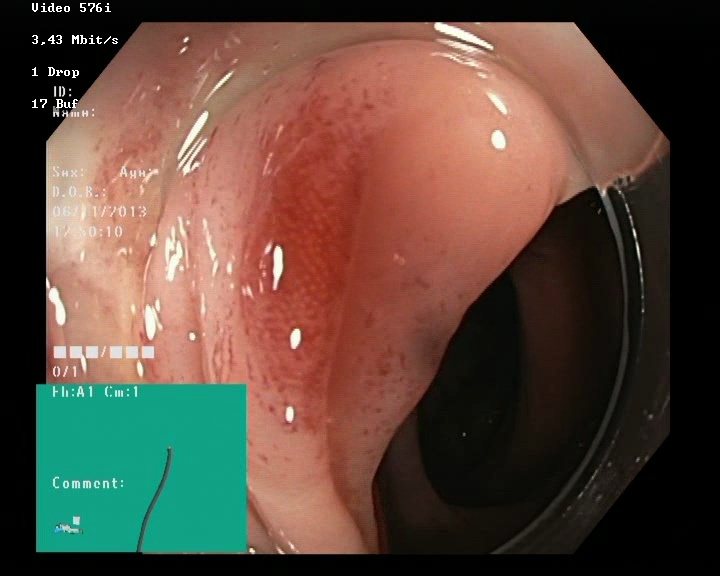 Video 576i
3,43 Mbit/s
1 Drop
ID:
17 Buf
Name:
Sex: Age:
D.O.B.:
06/11/2013
12:50:10
0/1
Eh:A1 Cm:1
Comment: